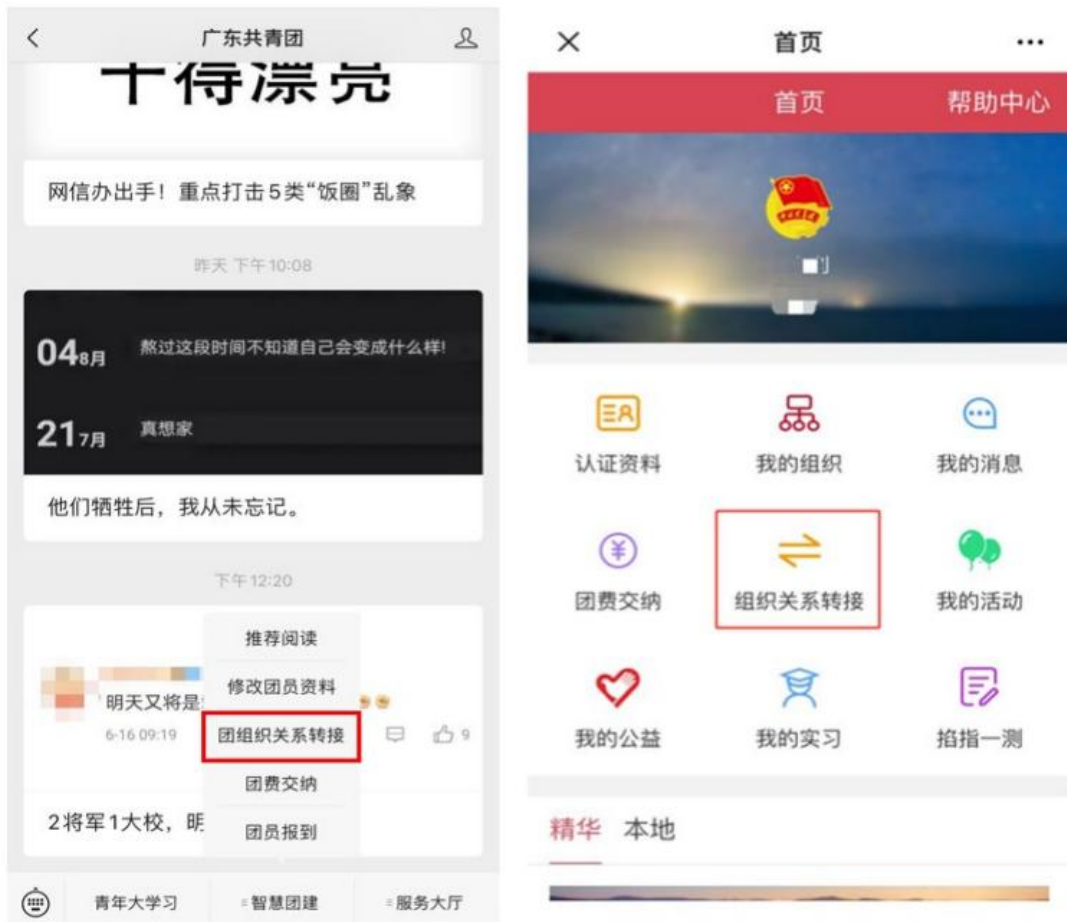 广东共青团
干得漂亮
网信办出手！重点打击5类“饭圈”乱象
昨天 下午10:08
048月 熬过这段时间不知道自己会变成什么样!
217月 真想家
他们牺牲后，我从未忘记。
下午12:20
明天又将是
6-16 09:19
9
2将军1大校，明
推荐阅读
修改团员资料
团组织关系转接
团费交纳
团员报到
青年大学习
智慧团建
服务大厅
首页
首页 帮助中心
认证资料 我的组织 我的消息
团费交纳 组织关系转接 我的活动
我的公益 我的实习 掐指一测
精华 本地